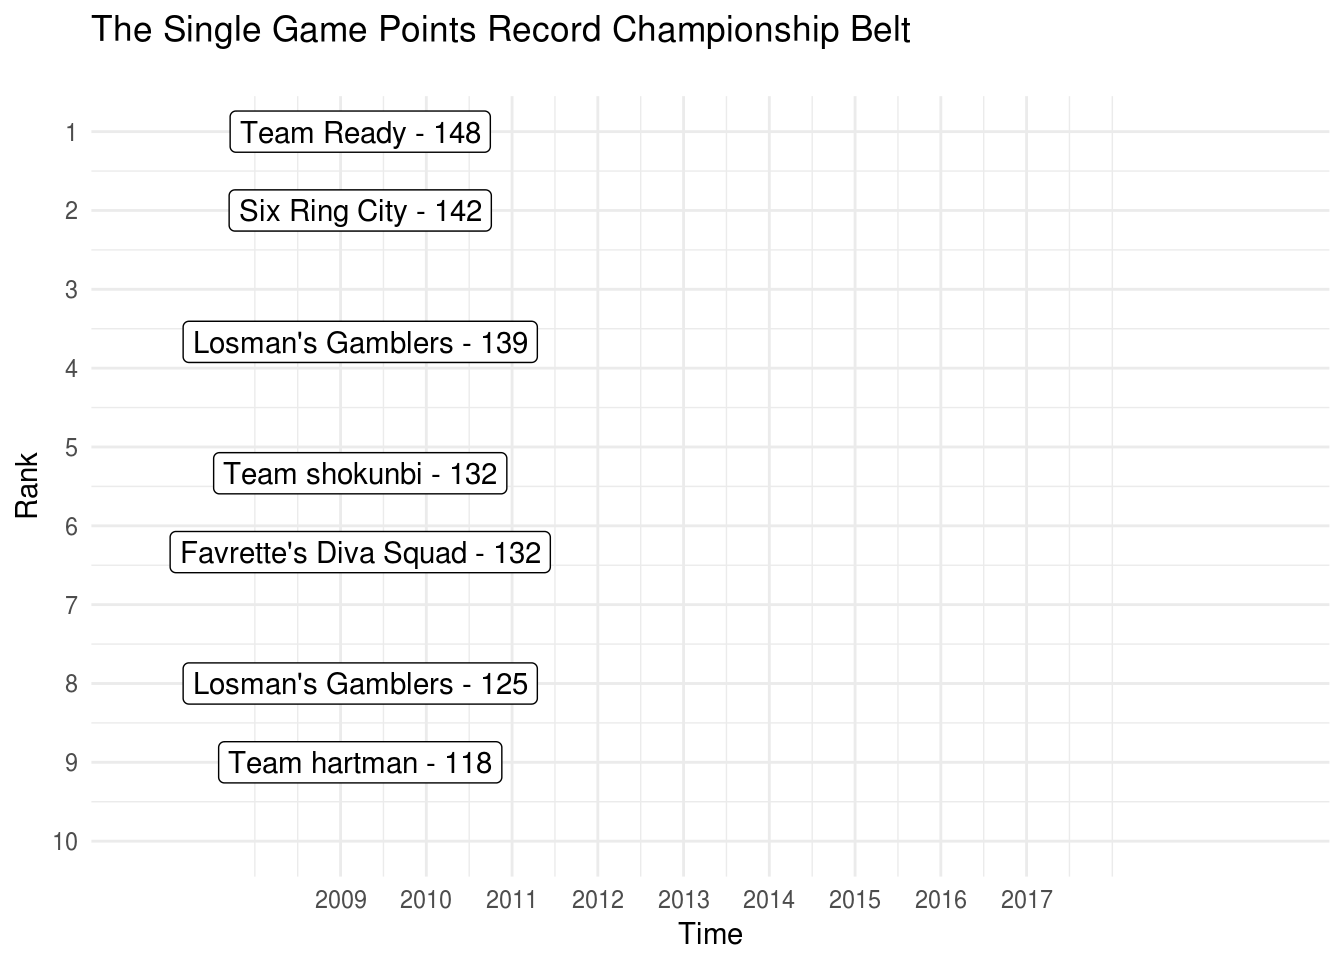 The Single Game Points Record Championship Belt
1
Team Ready - 148
2
Six Ring City - 142
3
Losman's Gamblers - 139
4
5
Team shokunbi - 132
6
Favrette's Diva Squad - 132
7
8
Losman's Gamblers - 125
9
Team hartman - 118
10
Rank
2009 2010 2011 2012 2013 2014 2015 2016 2017
Time